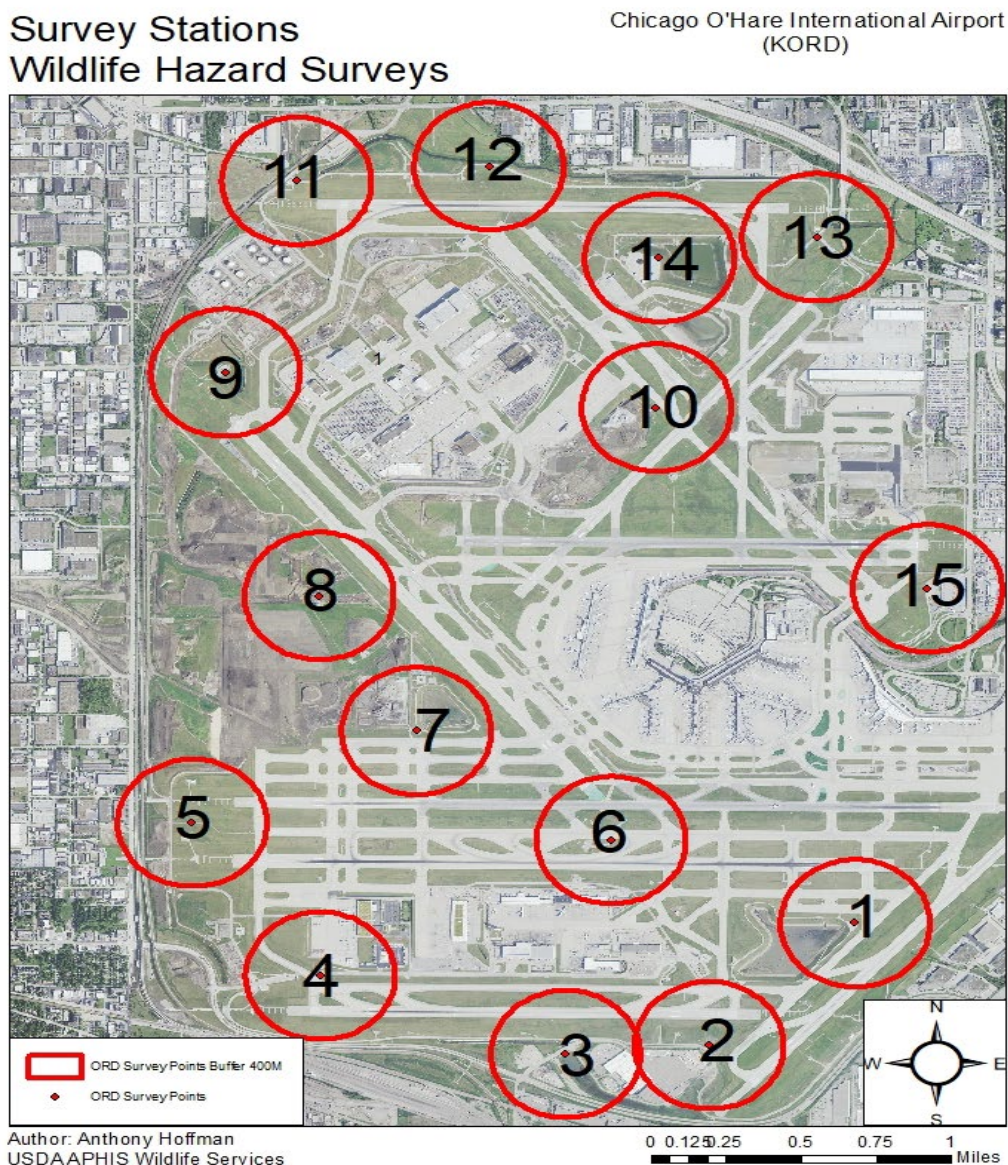 Survey Stations
Wildlife Hazard Surveys
Chicago O'Hare International Airport
(KORD)
11
12
13
14
9
10
8
15
7
5
6
1
4
3
2
ORD Survey Points Buffer 400M
ORD Survey Points
N
W
E
S
Author: Anthony Hoffman
USDA APHIS Wildlife Services
0 0.125 0.25 0.5 0.75 1
Miles